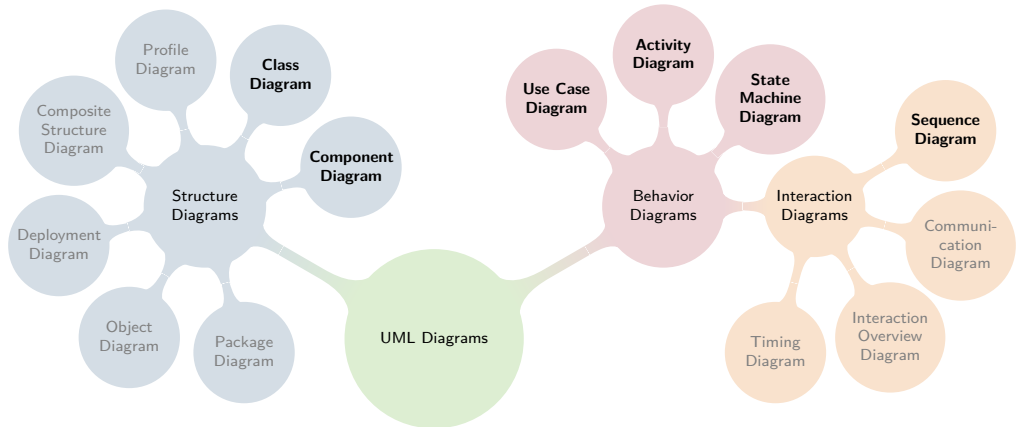 Profile
Diagram
Class
Diagram
Composite
Structure
Diagram
Component
Diagram
Structure
Diagrams
Deployment
Diagram
Object
Diagram
Package
Diagram
UML Diagrams
Use Case
Diagram
Activity
Diagram
State
Machine
Diagram
Behavior
Diagrams
Interaction
Diagrams
Sequence
Diagram
Communi-
cation
Diagram
Interaction
Overview
Diagram
Timing
Diagram